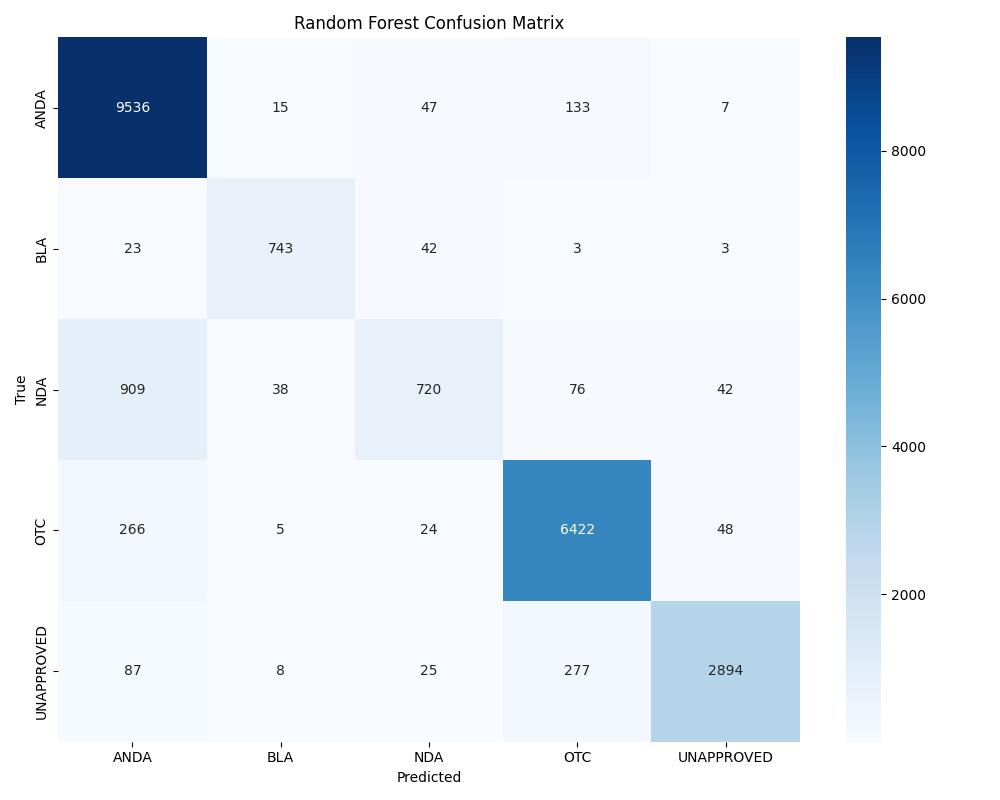 Random Forest Confusion Matrix
True
ANDA
9536 15 47 133 7
BLA
23 743 42 3 3
NDA
909 38 720 76 42
OTC
266 5 24 6422 48
UNAPPROVED
87 8 25 277 2894
ANDA BLA NDA OTC UNAPPROVED
Predicted
8000
6000
4000
2000